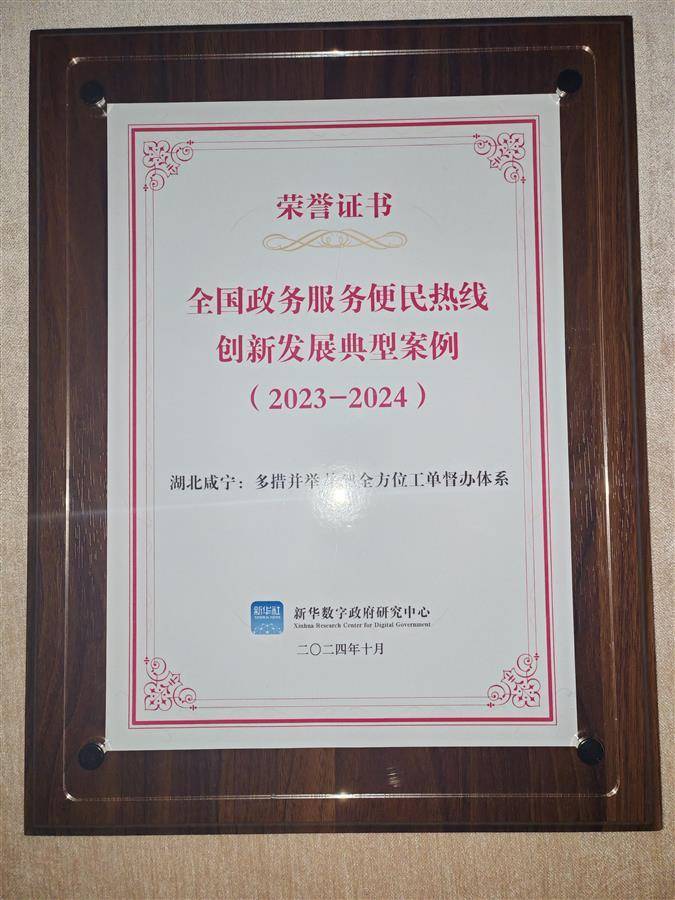 荣誉证书
全国政务服务便民热线
创新发展典型案例
(2023-2024)
湖北咸宁：多措并举 全方位工单督办体系
新华社
新华数字政府研究中心
Xinhua Research Center for Digital Government
二〇二四年十月